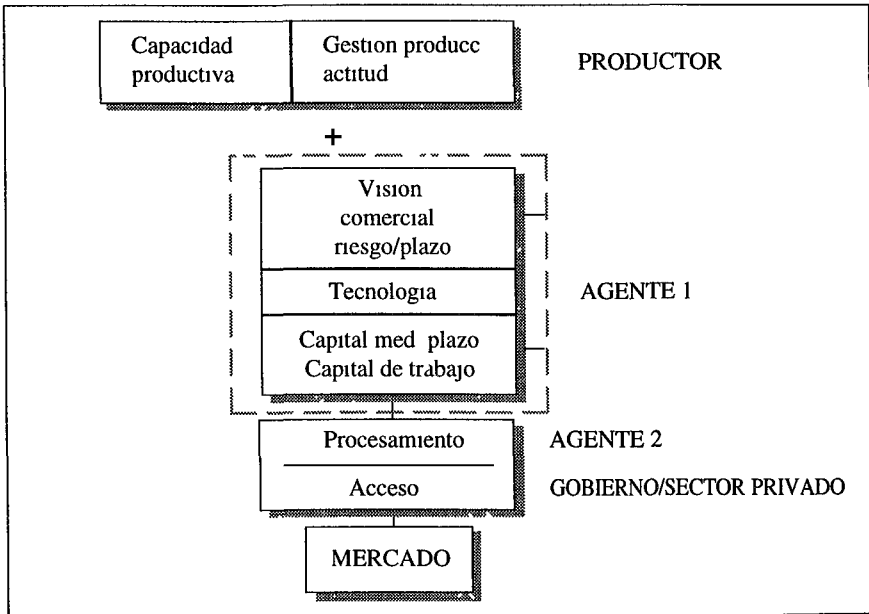 Capacidad
productiva
Gestion producc
actitud
PRODUCTOR
+
Vision
comercial
riesgo/plazo
Tecnologia
AGENTE 1
Capital med plazo
Capital de trabajo
Procesamiento
AGENTE 2
Acceso
GOBIERNO/SECTOR PRIVADO
MERCADO